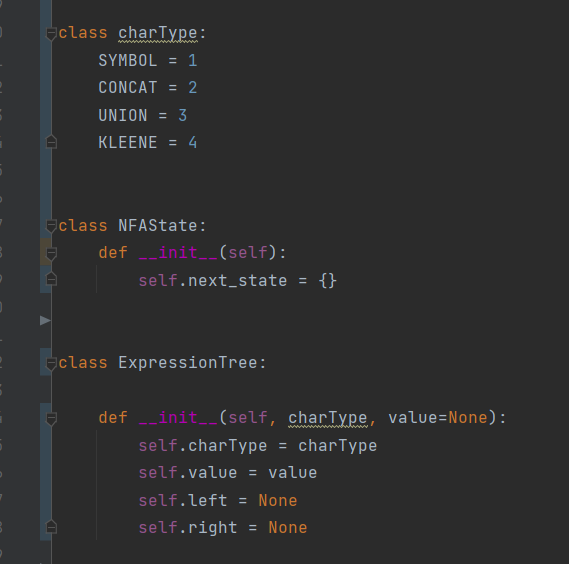 class charType:
    SYMBOL = 1
    CONCAT = 2
    UNION = 3
    KLEENE = 4
class NFAState:
    def __init__(self):
        self.next_state = {}
class ExpressionTree:
    def __init__(self, charType, value=None):
        self.charType = charType
        self.value = value
        self.left = None
        self.right = None